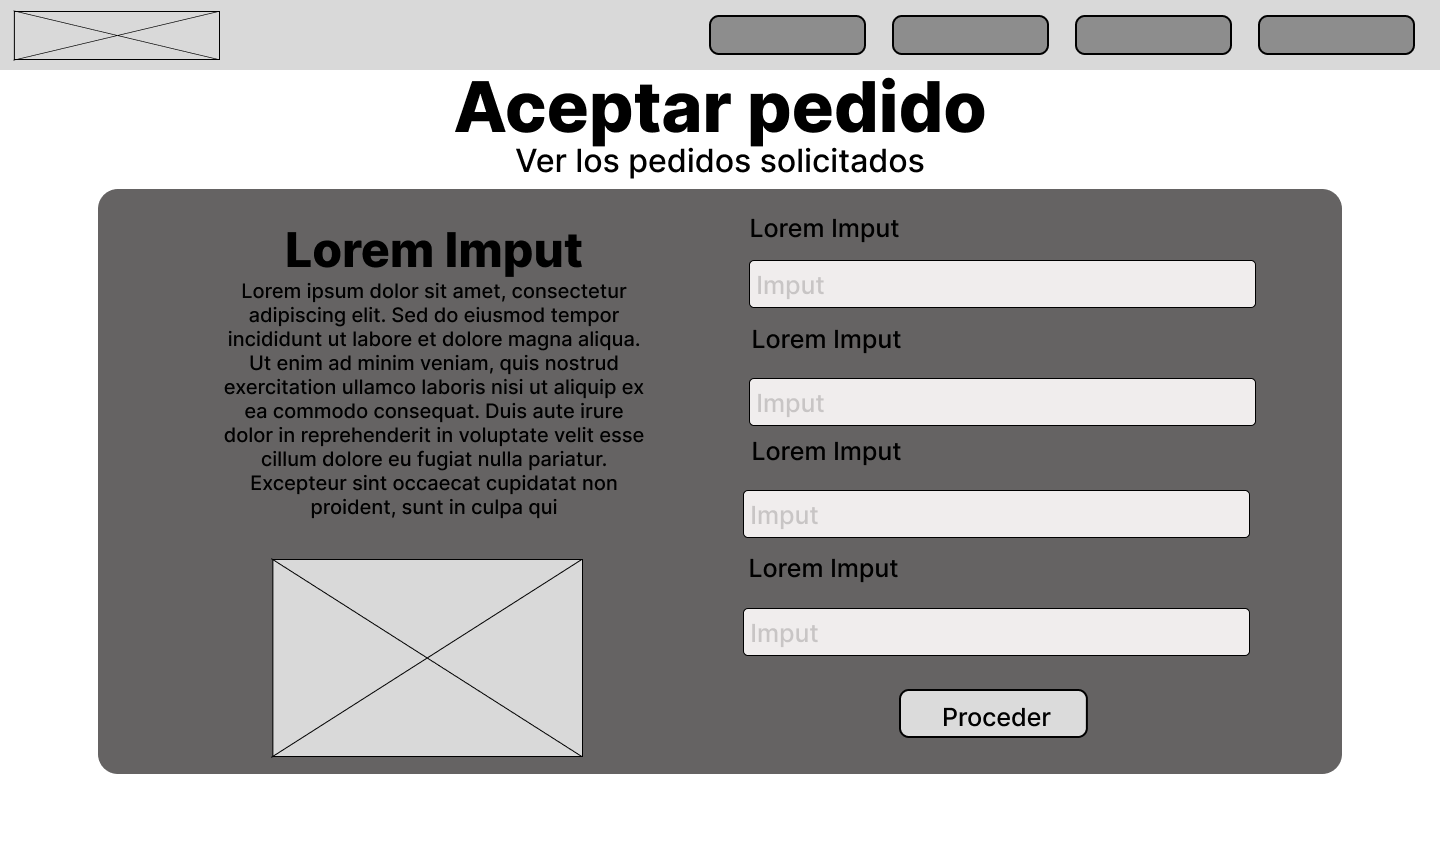 Aceptar pedido
Ver los pedidos solicitados
Lorem Imput
Lorem ipsum dolor sit amet, consectetur
adipiscing elit. Sed do eiusmod tempor
incididunt ut labore et dolore magna aliqua.
Ut enim ad minim veniam, quis nostrud
exercitation ullamco laboris nisi ut aliquip ex
ea commodo consequat. Duis aute irure
dolor in reprehenderit in voluptate velit esse
cillum dolore eu fugiat nulla pariatur.
Excepteur sint occaecat cupidatat non
proident, sunt in culpa qui
Lorem Imput
Imput
Lorem Imput
Imput
Lorem Imput
Imput
Lorem Imput
Imput
Proceder